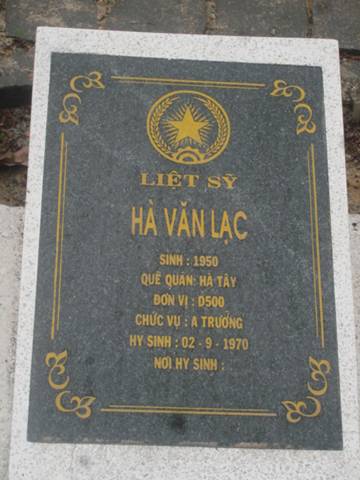 LIỆT SỸ
HÀ VĂN LẠC
SINH : 1950
QUÊ QUÁN: HÀ TÂY
ĐƠN VỊ : D500
CHỨC VỤ : A TRƯỞNG
HY SINH : 02 - 9 - 1970
NƠI HY SINH :